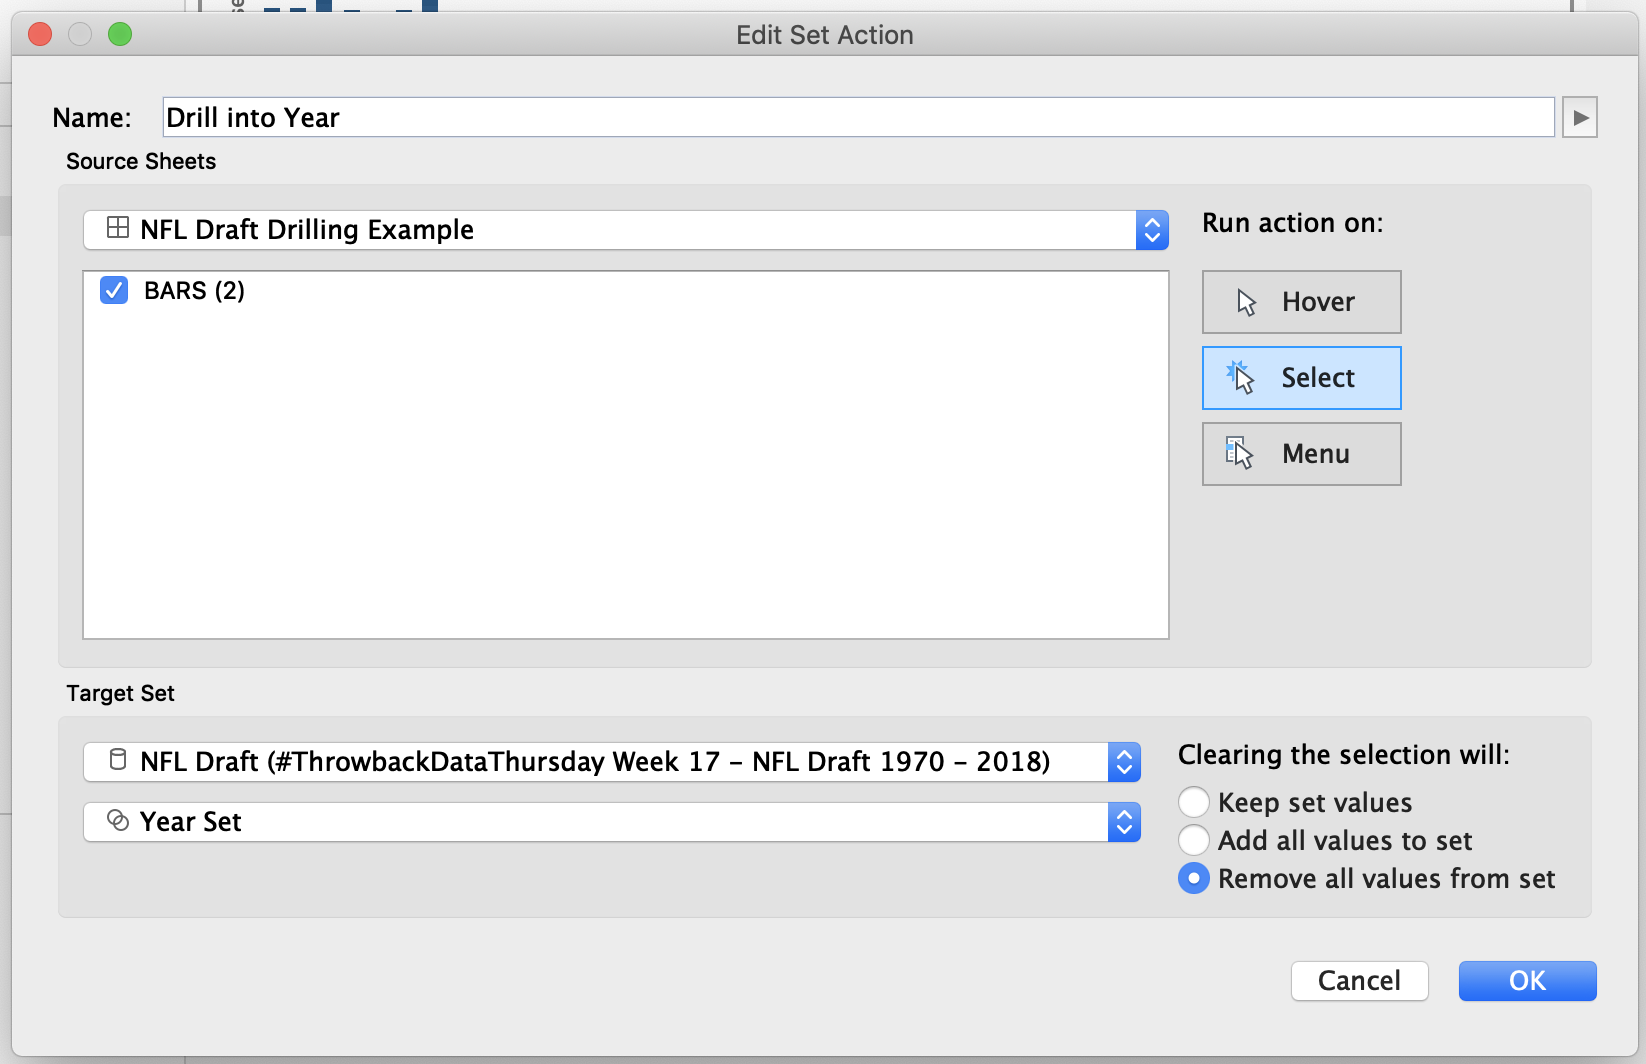 Edit Set Action
Name: Drill into Year
Source Sheets
NFL Draft Drilling Example
Run action on:
BARS (2)
Hover
Select
Menu
Target Set
NFL Draft (#ThrowbackDataThursday Week 17 – NFL Draft 1970 – 2018)
Year Set
Clearing the selection will:
Keep set values
Add all values to set
Remove all values from set
Cancel
OK